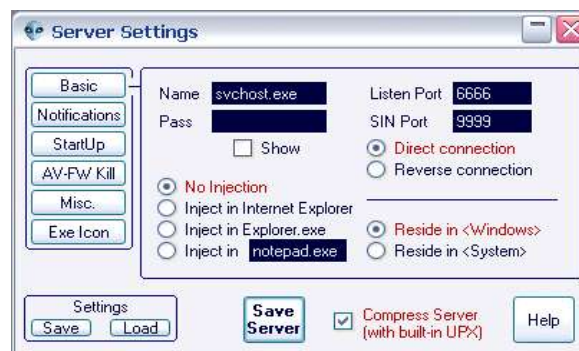 Server Settings
Basic
Notifications
StartUp
AV-FW Kill
Misc.
Exe Icon
Name svchost.exe
Pass
Show
Listen Port 6666
SIN Port 9999
Direct connection
Reverse connection
No Injection
Inject in Internet Explorer
Inject in Explorer.exe
Inject in notepad.exe
Reside in <Windows>
Reside in <System>
Settings
Save Load
Save
Server
Compress Server
(with built-in UPX)
Help